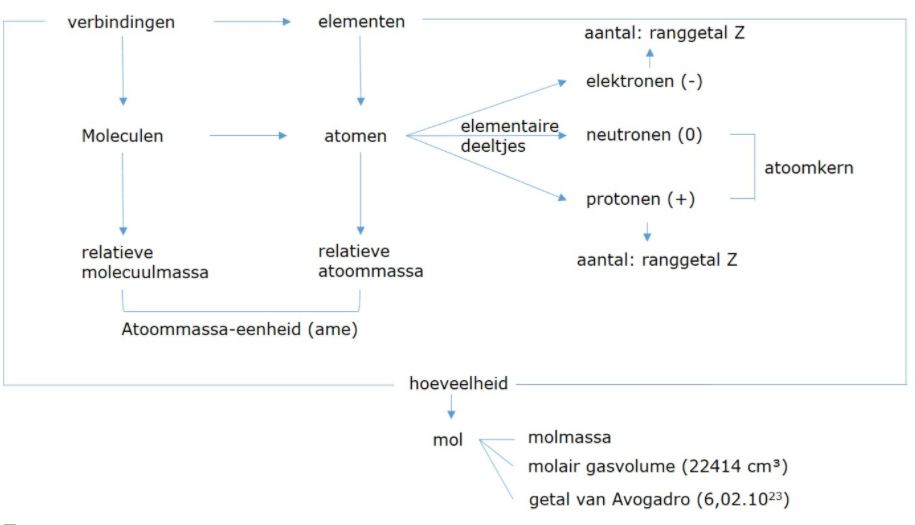 verbindingen
elementen
aantal: ranggetal Z
elektronen (-)
Moleculen
atomen
elementaire
deeltjes
neutronen (0)
atoomkern
protonen (+)
relatieve
molecuulmassa
relatieve
atoommassa
aantal: ranggetal Z
Atoommassa-eenheid (ame)
hoeveelheid
mol
molmassa
molair gasvolume (22414 cm³)
getal van Avogadro (6,02.10²³)